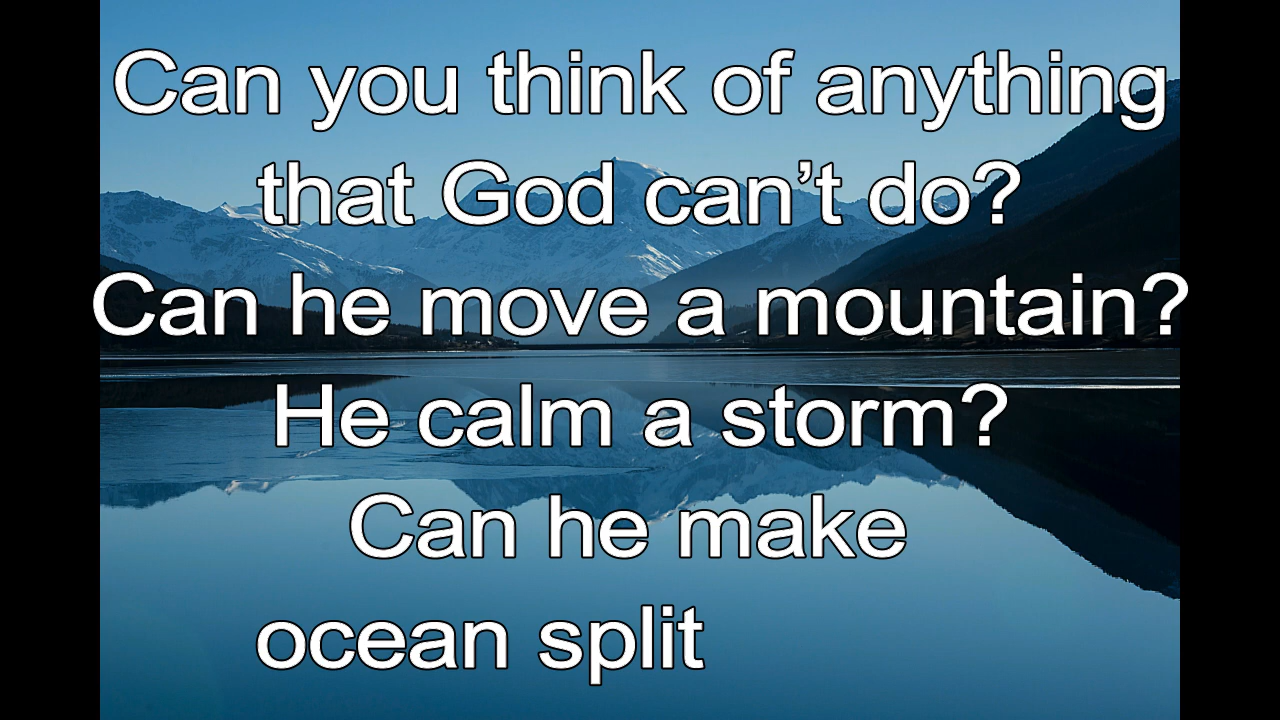 Can you think of anything
that God can’t do?
Can he move a mountain?
He calm a storm?
Can he make
ocean split